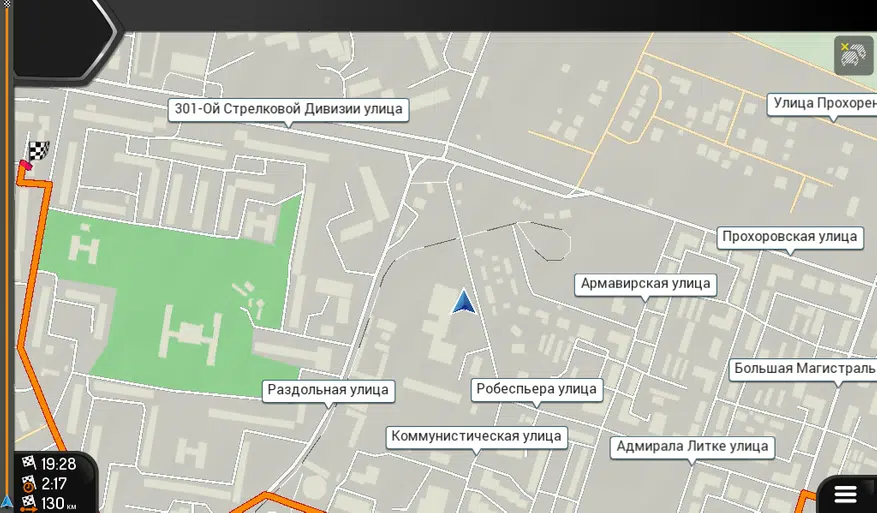 Улица Прохорен
301-Ой Стрелковой Дивизии улица
Прохоровская улица
Армавирская улица
Большая Магистраль
Раздольная улица
Робеспьера улица
Коммунистическая улица
Адмирала Литке улица
19:28
2:17
130 км